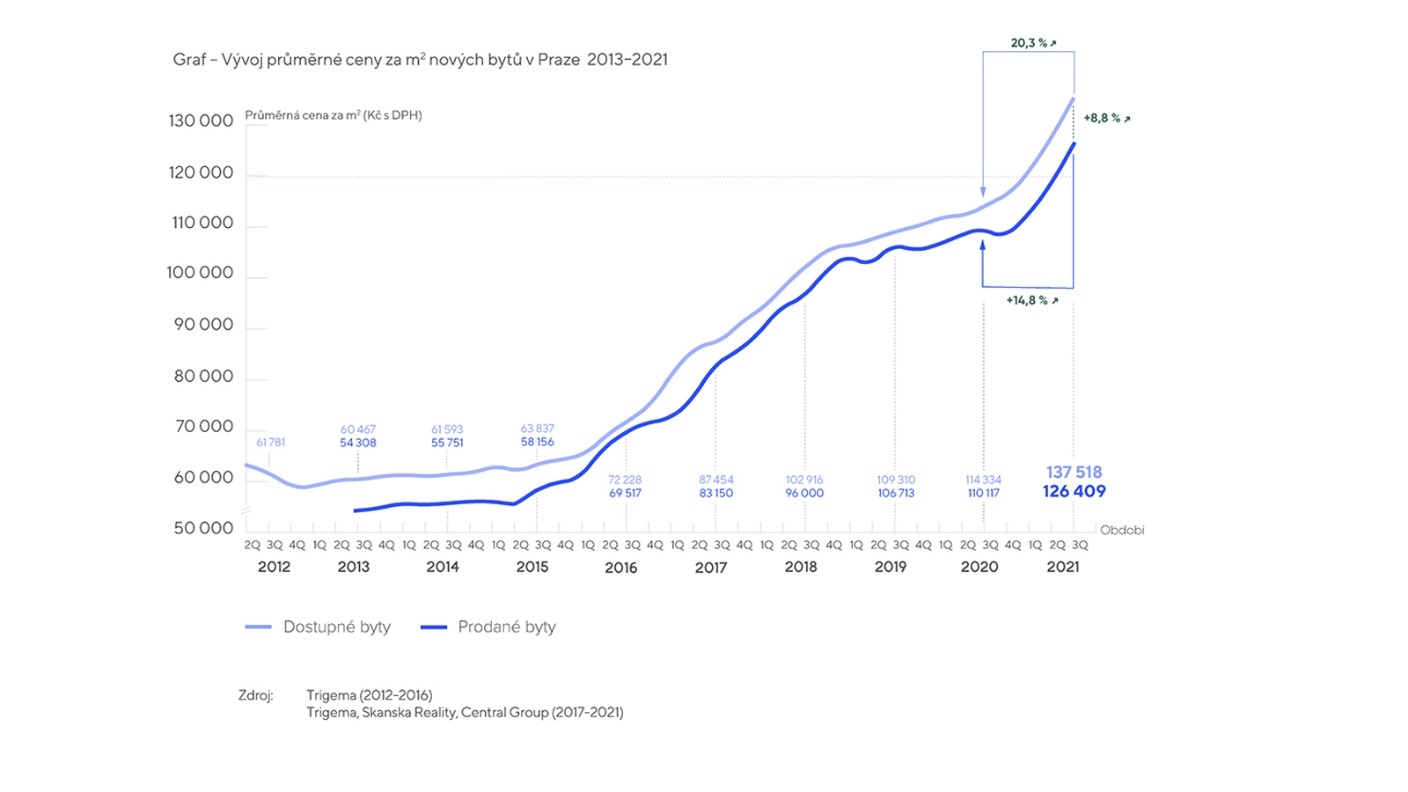 20,3 % ↗
Graf – Vývoj průměrné ceny za m² nových bytů v Praze 2013–2021
Průměrná cena za m² (Kč s DPH)
130 000
+8,8 % ↗
120 000
110 000
100 000
+14,8 % ↗
90 000
80 000
70 000
60 467 61 593 63 837
61 781 54 308 55 751 58 156
137 518
72 228 87 454 102 916 109 310 114 334
60 000
69 517 83 150 96 000 106 713 110 117 126 409
50 000
Období
2Q 3Q 4Q 1Q 2Q 3Q 4Q 1Q 2Q 3Q 4Q 1Q 2Q 3Q 4Q 1Q 2Q 3Q 4Q 1Q 2Q 3Q 4Q 1Q 2Q 3Q 4Q 1Q 2Q 3Q 4Q 1Q 2Q 3Q 4Q 1Q 2Q 3Q
2012 2013 2014 2015 2016 2017 2018 2019 2020 2021
Dostupné byty Prodané byty
Zdroj: Trigema (2012–2016)
Trigema, Skanska Reality, Central Group (2017–2021)